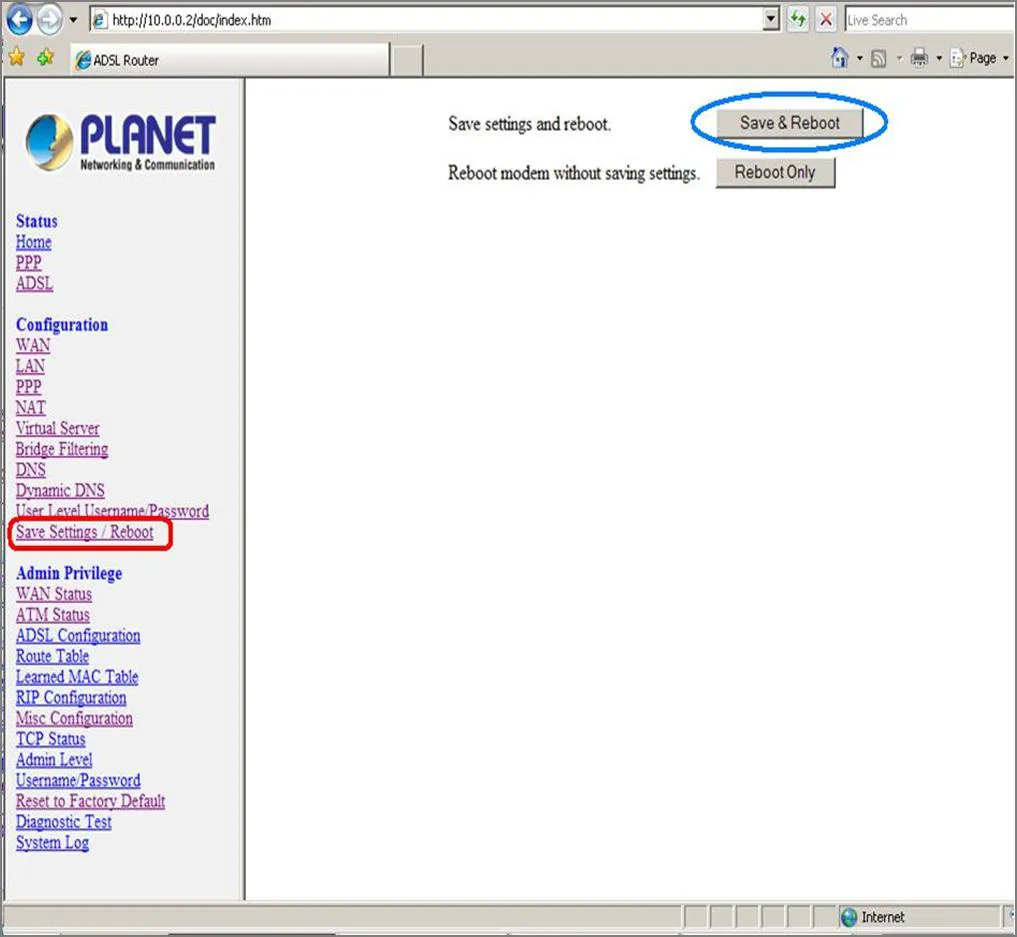 http://10.0.0.2/doc/index.htm
Live Search
ADSL Router
Page
PLANET
Networking & Communication
Status
Home
PPP
ADSL
Configuration
WAN
LAN
PPP
NAT
Virtual Server
Bridge Filtering
DNS
Dynamic DNS
User Level Username/Password
Save Settings / Reboot
Admin Privilege
WAN Status
ATM Status
ADSL Configuration
Route Table
Learned MAC Table
RIP Configuration
Misc Configuration
TCP Status
Admin Level
Username/Password
Reset to Factory Default
Diagnostic Test
System Log
Save settings and reboot. Save & Reboot
Reboot modem without saving settings. Reboot Only
Internet